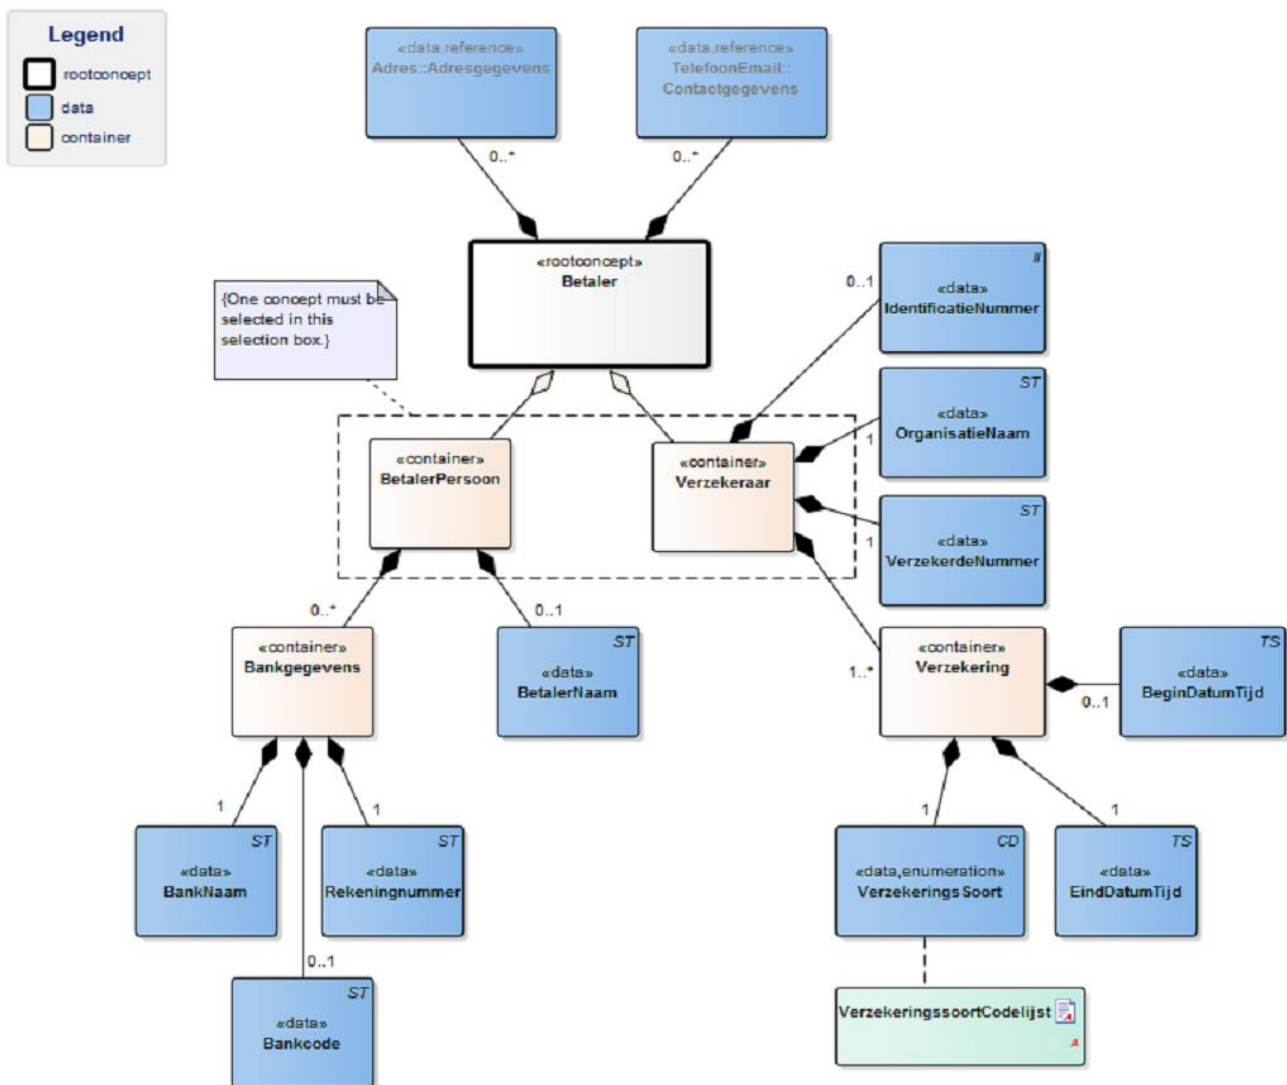 Legend
rootconcept
data
container
«data,reference»
Adres::Adresgegevens
«data,reference»
TelefoonEmail::
Contactgegevens
0..*
0..*
«rootconcept»
Betaler
{One concept must be
selected in this
selection box.}
II
«data»
IdentificatieNummer
0..1
ST
«data»
OrganisatieNaam
1
«container»
BetalerPersoon
«container»
Verzekeraar
ST
«data»
VerzekerdeNummer
1
0..*
0..1
1..*
«container»
Bankgegevens
ST
«data»
BetalerNaam
«container»
Verzekering
TS
«data»
BeginDatumTijd
0..1
1
1
1
1
ST
«data»
BankNaam
ST
«data»
Rekeningnummer
CD
«data,enumeration»
VerzekeringsSoort
TS
«data»
EindDatumTijd
0..1
ST
«data»
Bankcode
VerzekeringssoortCodelijst
A